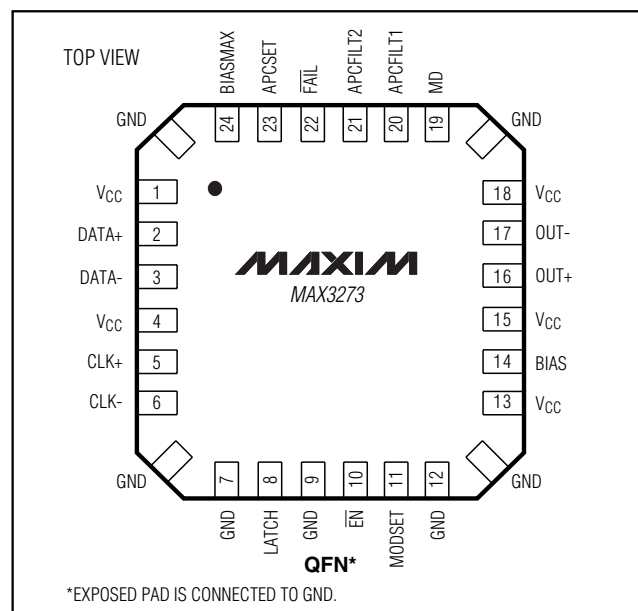 TOP VIEW
BIASMAX
APCSET
F̅A̅I̅L̅
APCFILT2
APCFILT1
MD
GND
GND
24
23
22
21
20
19
VCC 1
18 VCC
DATA+ 2
17 OUT-
DATA- 3
16 OUT+
MAXIM
MAX3273
VCC 4
15 VCC
CLK+ 5
14 BIAS
CLK- 6
13 VCC
GND
GND
7
8
9
10
11
12
GND
LATCH
GND
E̅N̅
MODSET
GND
QFN*
*EXPOSED PAD IS CONNECTED TO GND.